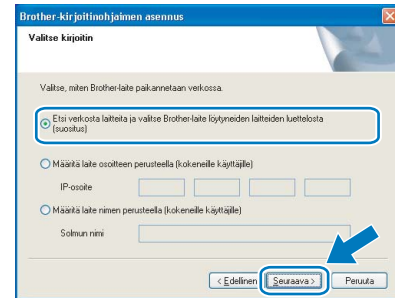 Brother-kirjoitinohjaimen asennus
Valitse kirjoitin
Valitse, miten Brother-laite paikannetaan verkossa.
Etsi verkosta laitteita ja valitse Brother-laite löytyneiden laitteiden luettelosta
(suositus)
Määritä laite osoitteen perusteella (kokeneille käyttäjille)
IP-osoite
Määritä laite nimen perusteella (kokeneille käyttäjille)
Solmun nimi
< Edellinen Seuraava > Peruuta